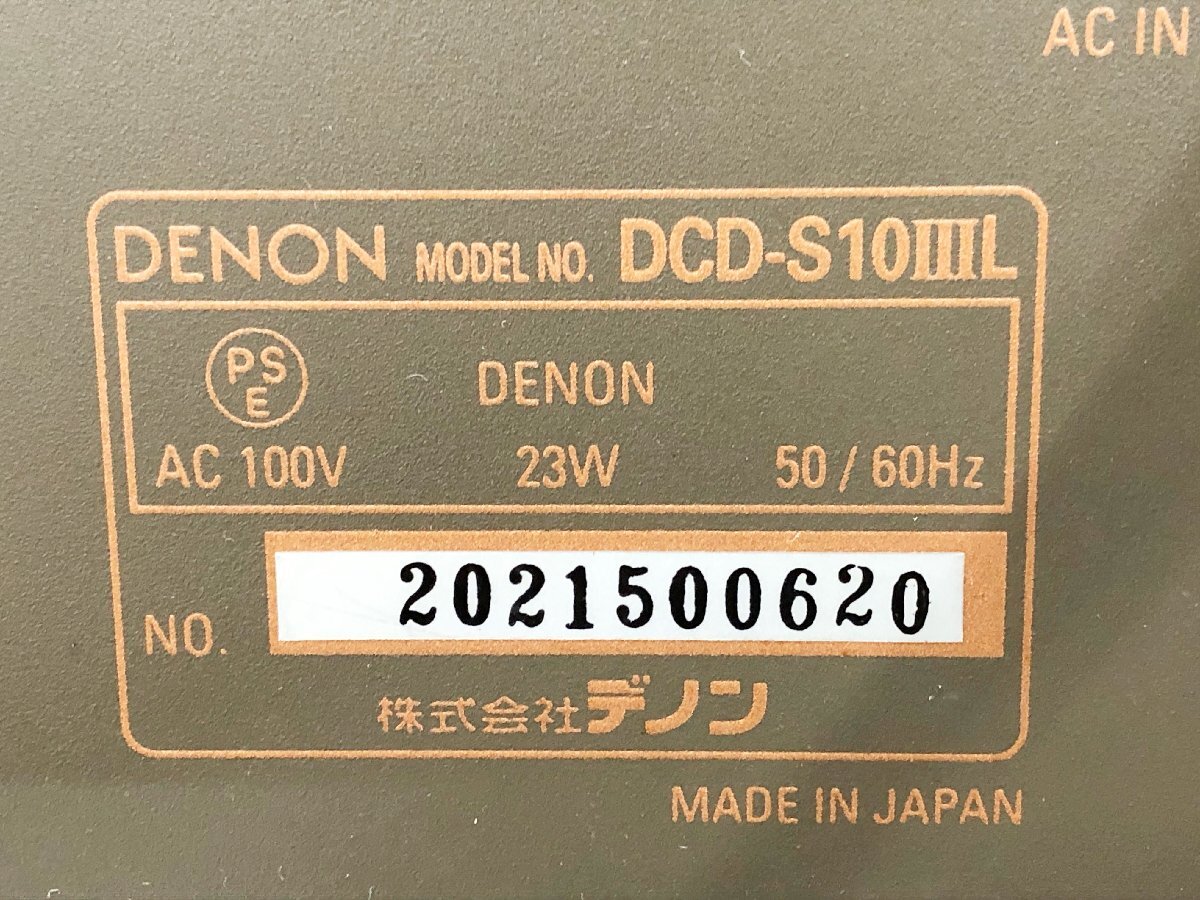 AC IN
DENON MODEL NO. DCD-S10IIIL
PSE DENON
AC 100V 23W 50 / 60Hz
NO. 2021500620
株式会社デノン
MADE IN JAPAN